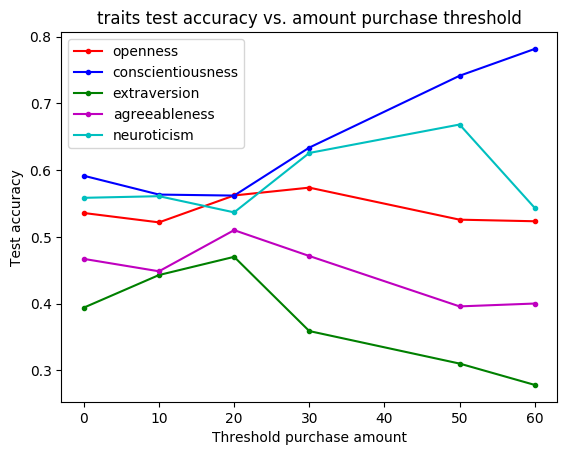 traits test accuracy vs. amount purchase threshold
openness
conscientiousness
extraversion
agreeableness
neuroticism
Test accuracy
0.8
0.7
0.6
0.5
0.4
0.3
0 10 20 30 40 50 60
Threshold purchase amount